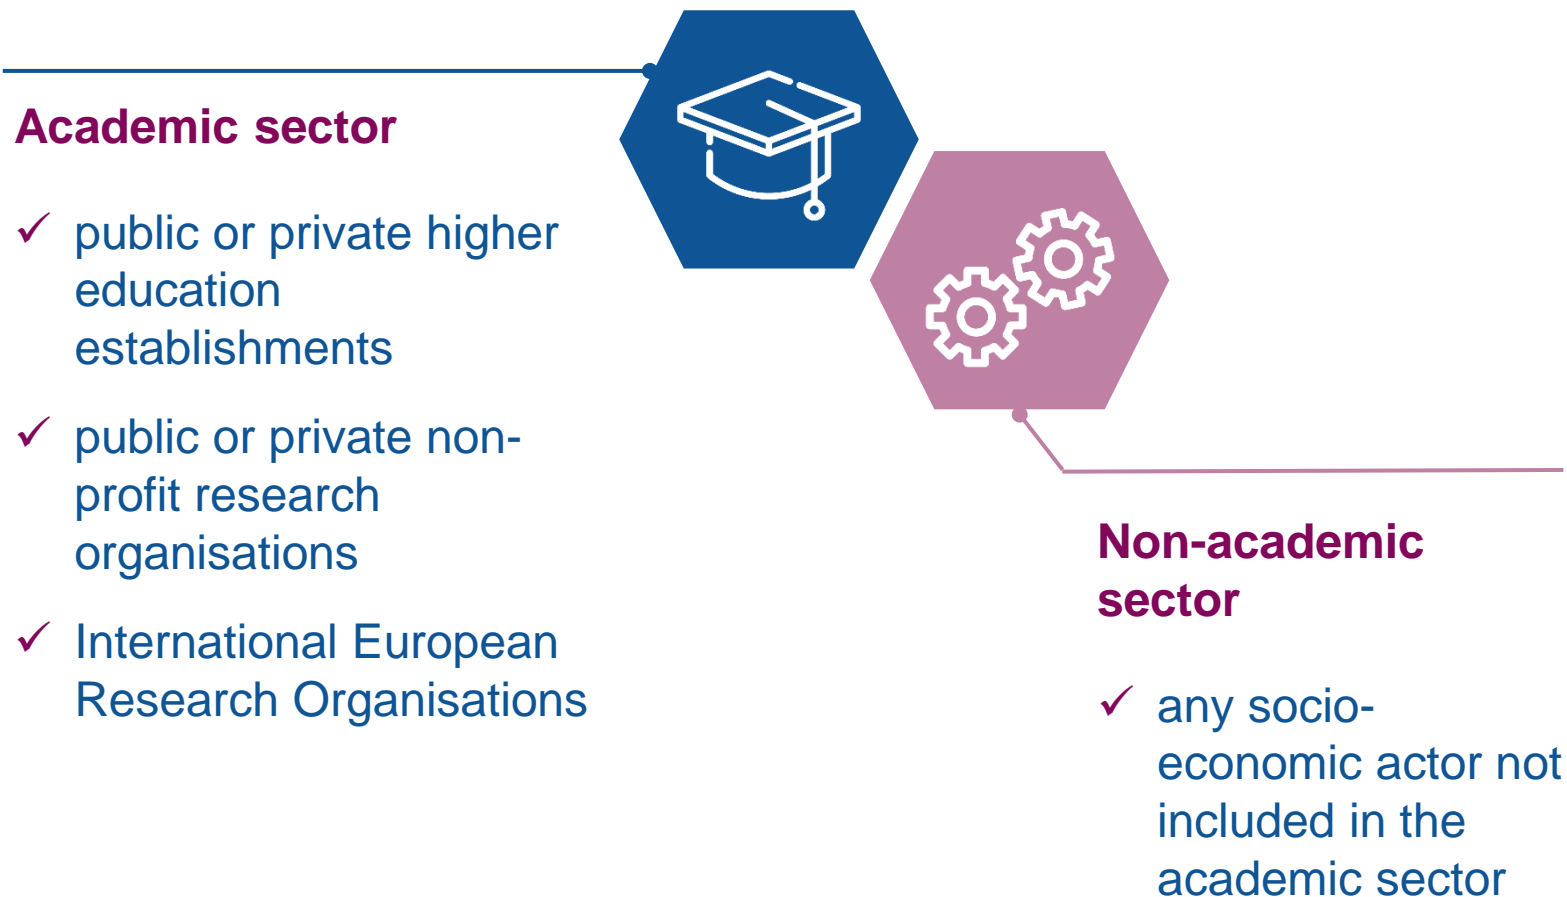 Academic sector
✓ public or private higher
education
establishments
✓ public or private non-
profit research
organisations
✓ International European
Research Organisations
Non-academic
sector
✓ any socio-
economic actor not
included in the
academic sector